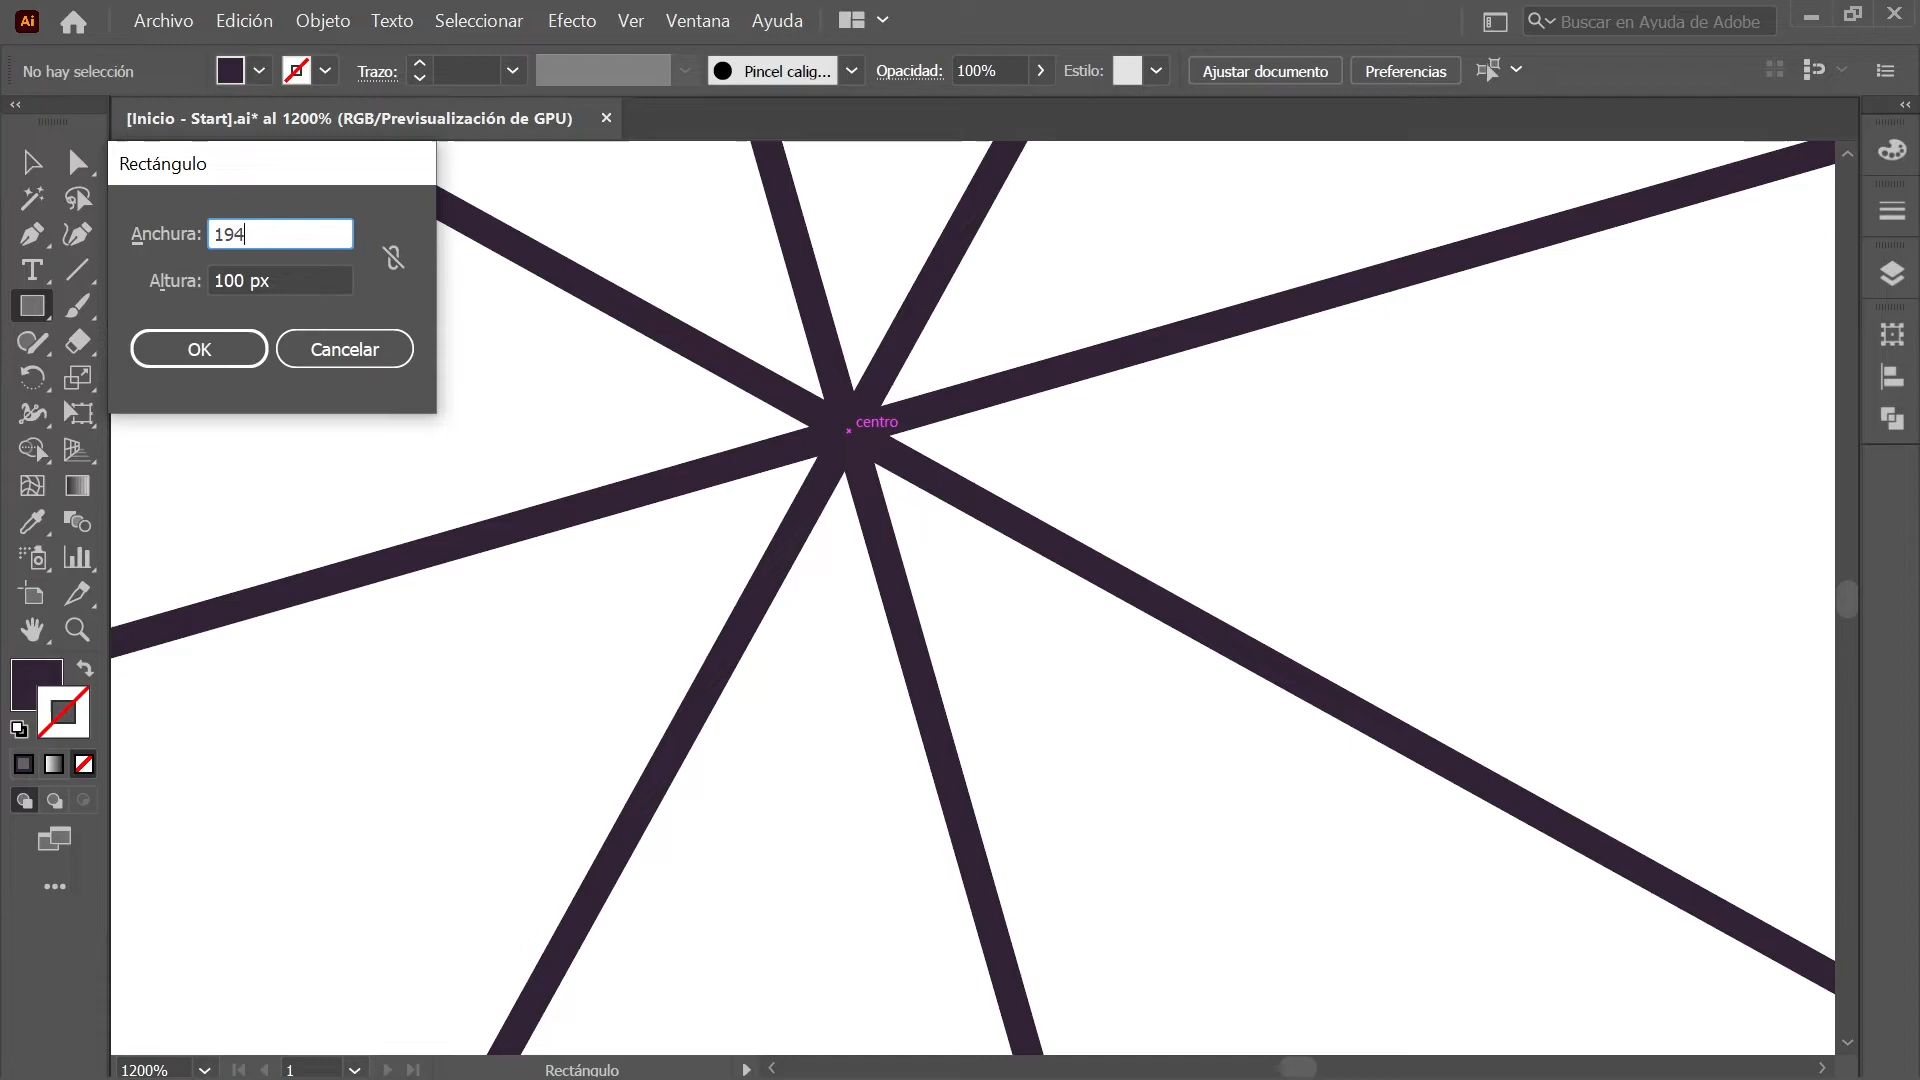 Ai Archivo Edición Objeto Texto Seleccionar Efecto Ver Ventana Ayuda Buscar en Ayuda de Adobe
No hay selección Trazo: Pincel calig... Opacidad: 100% Estilo: Ajustar documento Preferencias
[Inicio - Start].ai* al 1200% (RGB/Previsualización de GPU)
Rectángulo
Anchura: 194
Altura: 100 px
OK Cancelar
centro
1200% 1 Rectángulo